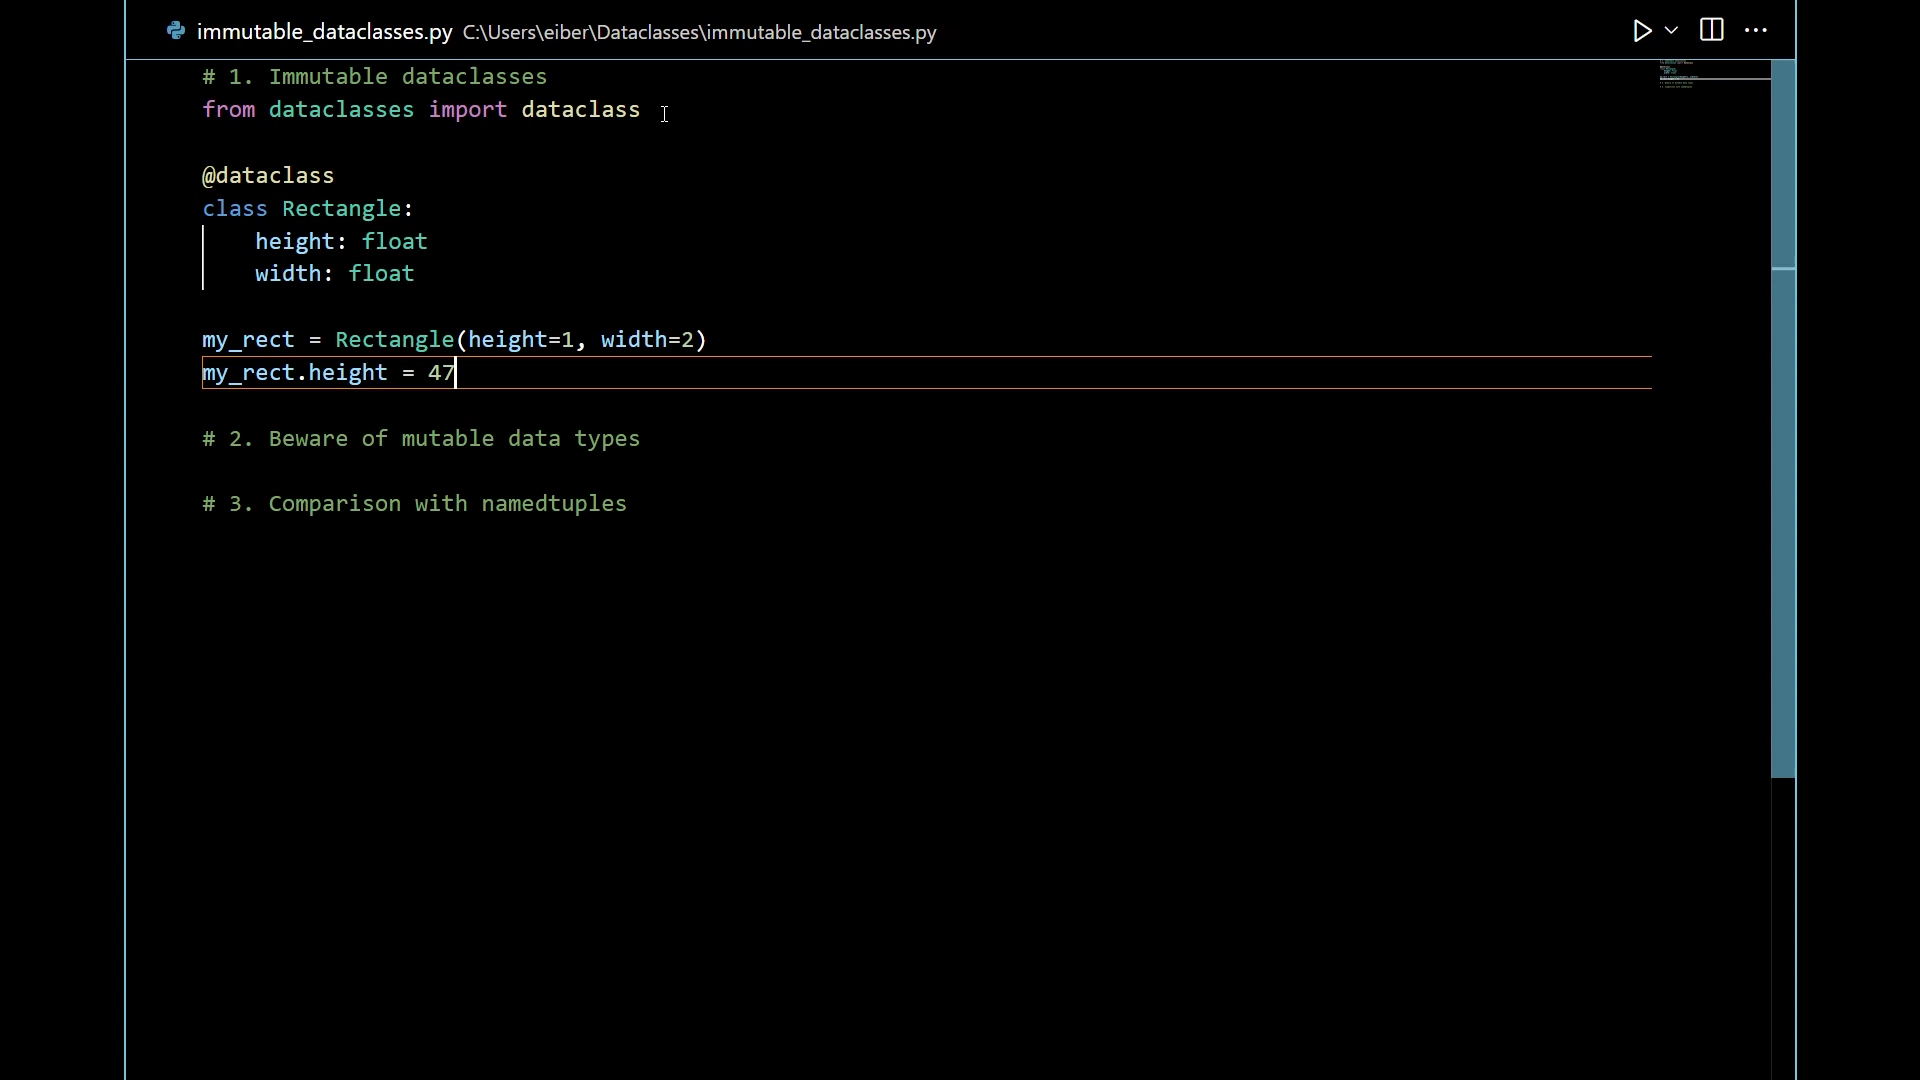 immutable_dataclasses.py C:\Users\eiber\Dataclasses\immutable_dataclasses.py
# 1. Immutable dataclasses
from dataclasses import dataclass
@dataclass
class Rectangle:
    height: float
    width: float
my_rect = Rectangle(height=1, width=2)
my_rect.height = 47
# 2. Beware of mutable data types
# 3. Comparison with namedtuples